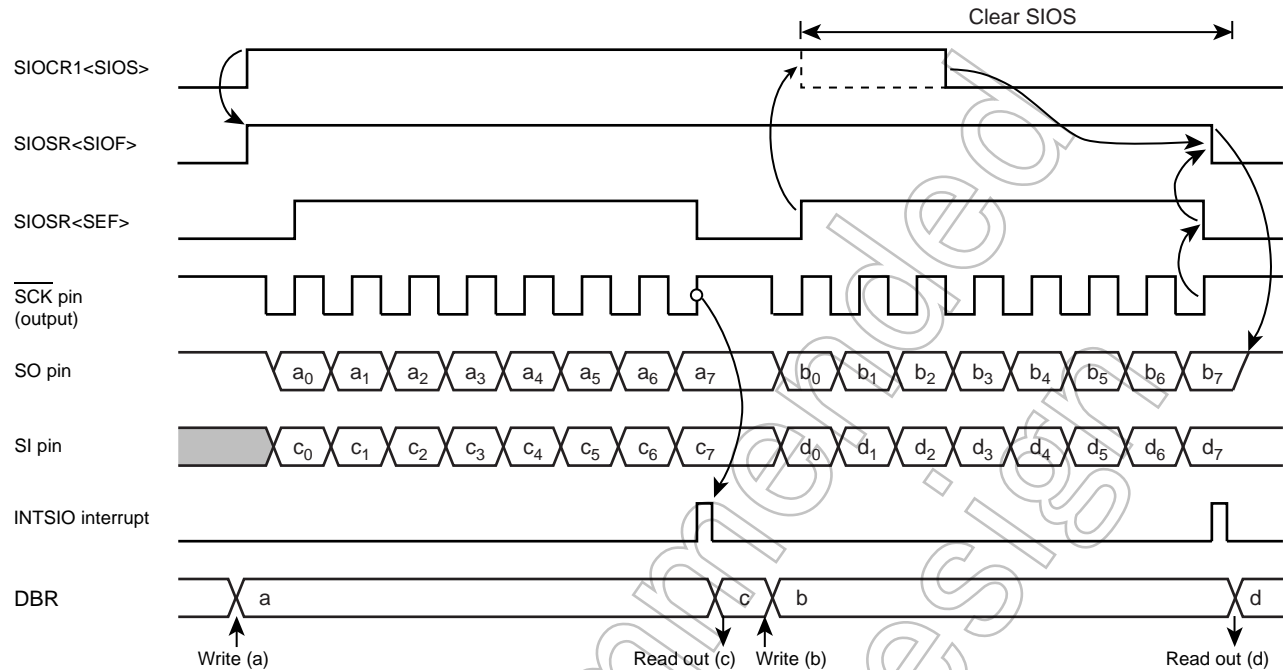 Clear SIOS
SIOCR1<SIOS>
SIOSR<SIOF>
SIOSR<SEF>
SCK pin
(output)
SO pin a0 a1 a2 a3 a4 a5 a6 a7 b0 b1 b2 b3 b4 b5 b6 b7
SI pin c0 c1 c2 c3 c4 c5 c6 c7 d0 d1 d2 d3 d4 d5 d6 d7
INTSIO interrupt
DBR a c b d
Write (a) Read out (c) Write (b) Read out (d)